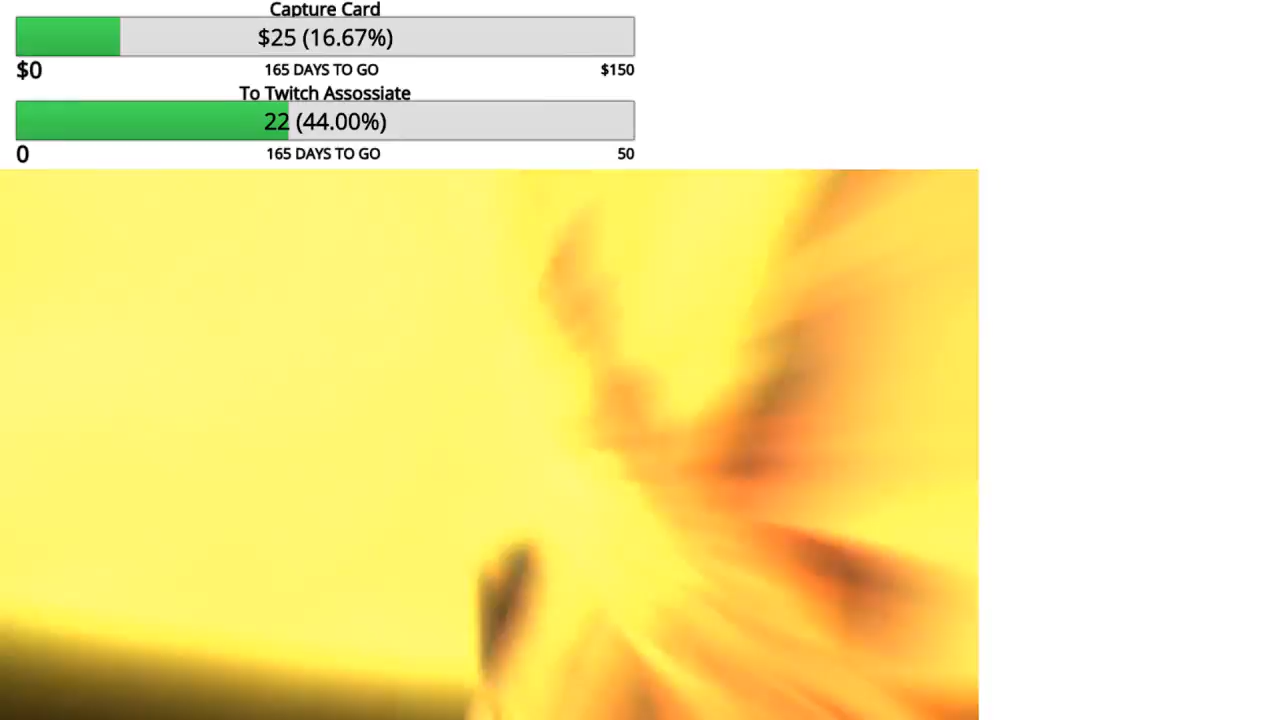 Capture Card
$25 (16.67%)
$0 165 DAYS TO GO $150
To Twitch Assossiate
22 (44.00%)
0 165 DAYS TO GO 50